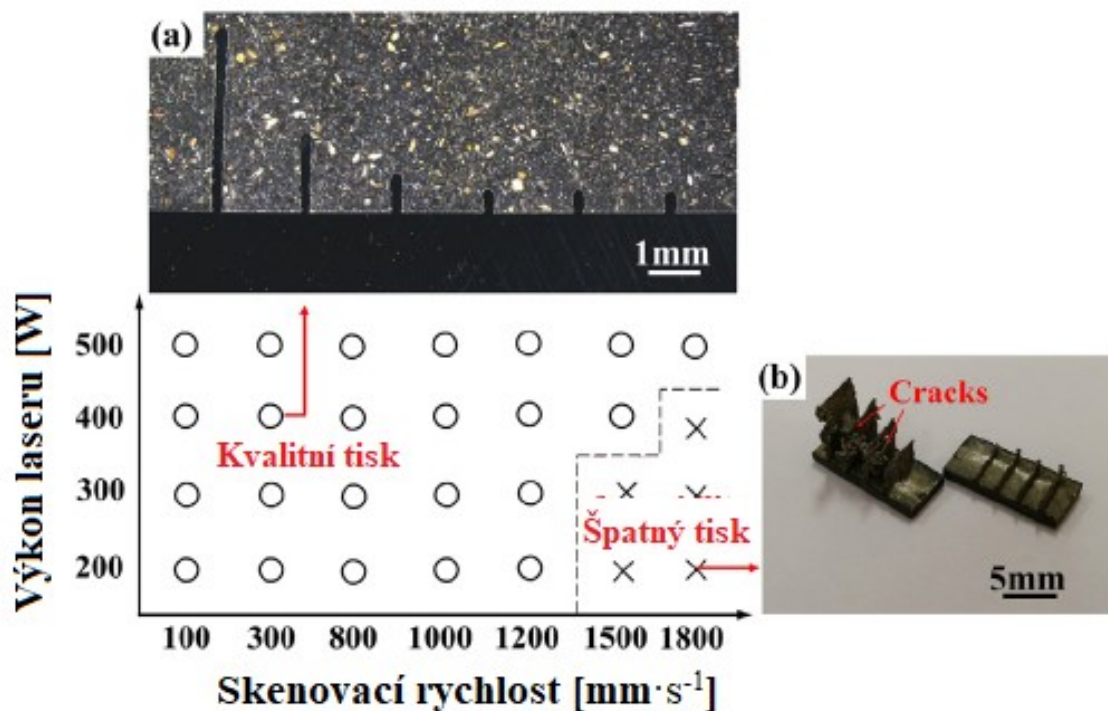 (a)
1mm
Výkon laseru [W]
500
400
300
200
Kvalitní tisk
Špatný tisk
(b)
Cracks
5mm
100 300 800 1000 1200 1500 1800
Skenovací rychlost [mm·s⁻¹]